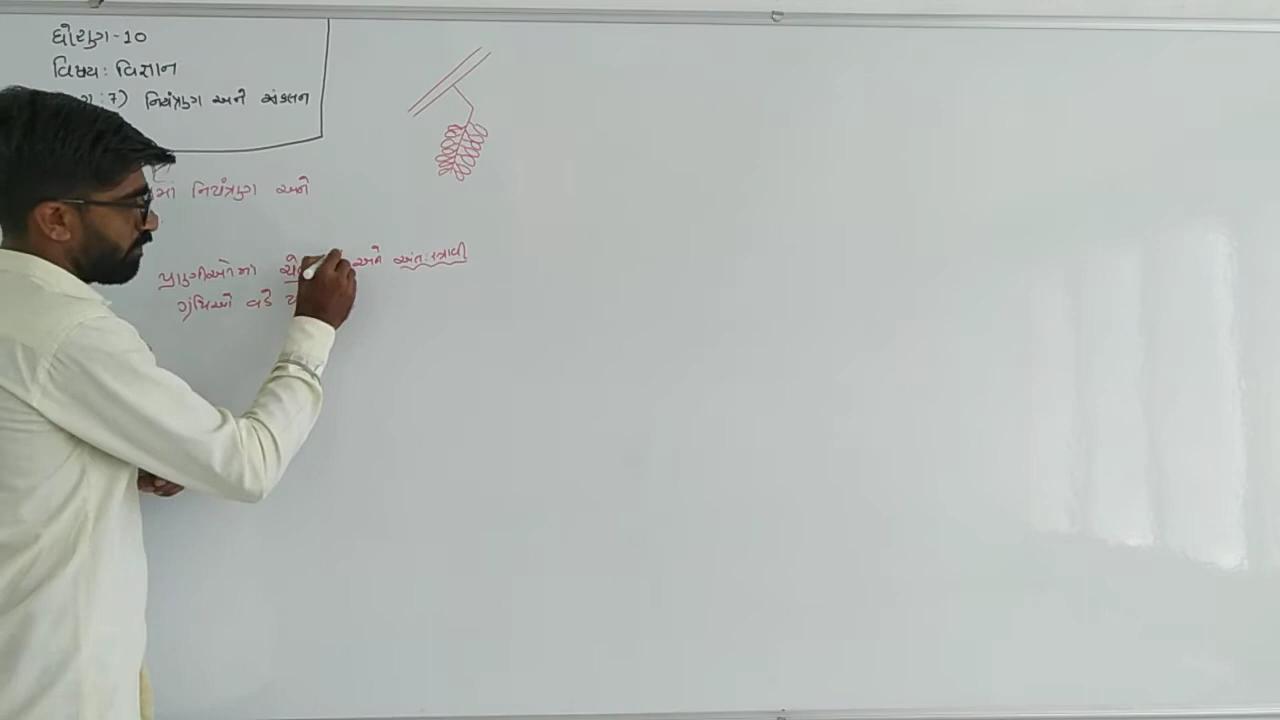 ધોરણ-10
વિષય: વિજ્ઞાન
: 7) નિયંત્રણ અને સંકલન
માં નિયંત્રણ અને
પ્રાણીઓમાં અને અંતઃસ્ત્રાવી
ગ્રંથિઓ વડે